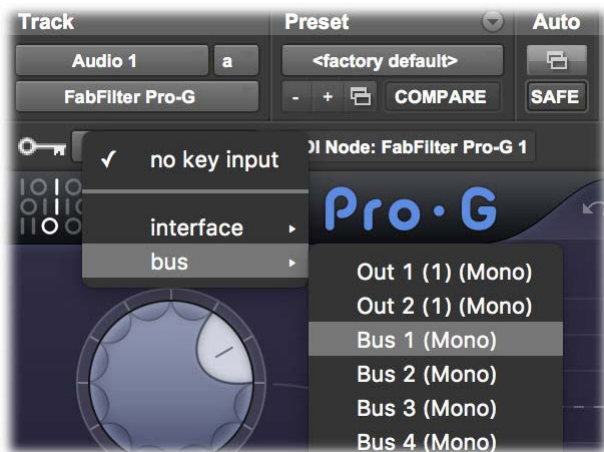 Track Preset Auto
Audio 1 a <factory default>
FabFilter Pro-G - + COMPARE SAFE
DI Node: FabFilter Pro-G 1
✓ no key input
Pro·G
interface
bus
Out 1 (1) (Mono)
Out 2 (1) (Mono)
Bus 1 (Mono)
Bus 2 (Mono)
Bus 3 (Mono)
Bus 4 (Mono)